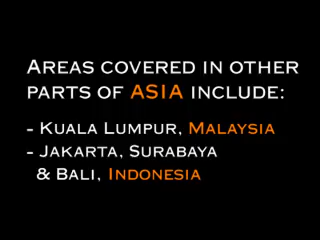 AREAS COVERED IN OTHER
PARTS OF ASIA INCLUDE:
- KUALA LUMPUR, MALAYSIA
- JAKARTA, SURABAYA
& BALI, INDONESIA